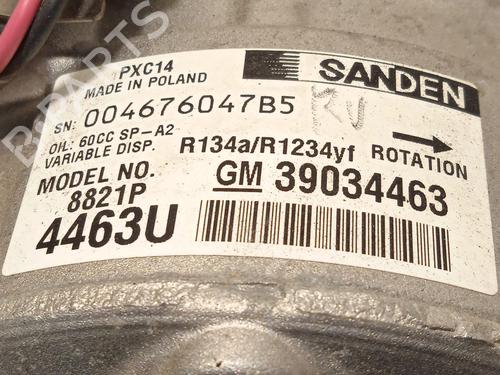 PXC14
MADE IN POLAND
SANDEN
SN: 004676047B5
RU
OIL: 60CC SP-A2
VARIABLE DISP.
R134a/R1234yf ROTATION
MODEL NO.
8821P
GM 39034463
4463U